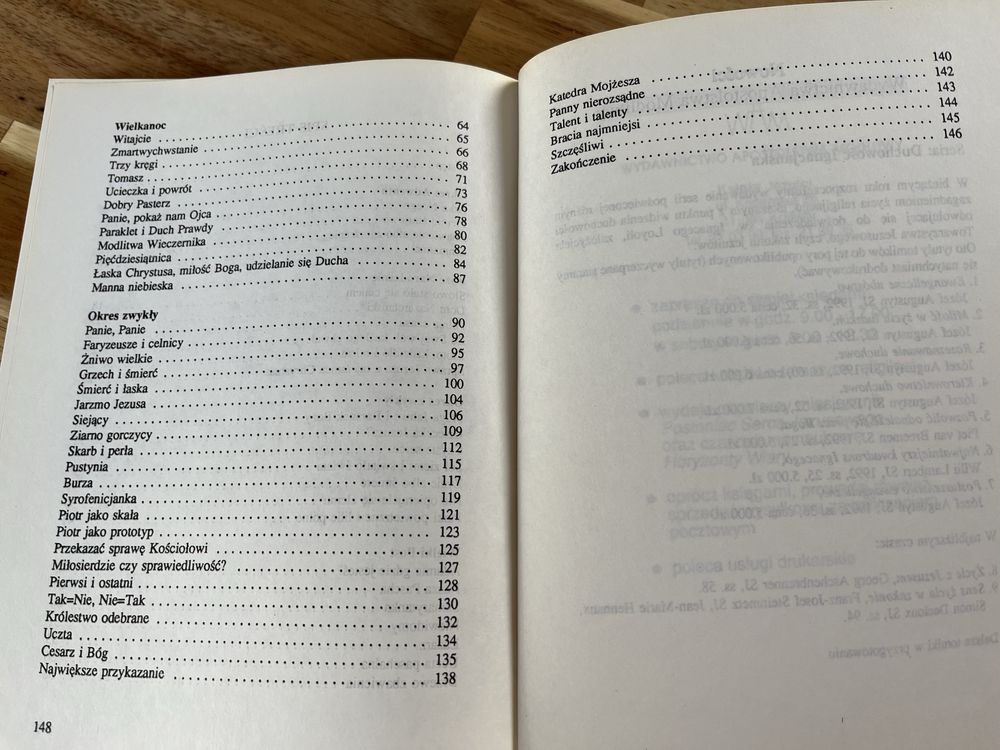 Wielkanoc
Witajcie . . . . . . . . . . . . . . . . . . . . 64
Zmartwychwstanie . . . . . . . . . . . . . . . . . . . . 65
Trzy kręgi . . . . . . . . . . . . . . . . . . . . 66
Tomasz . . . . . . . . . . . . . . . . . . . . 68
Ucieczka i powrót . . . . . . . . . . . . . . . . . . . . 71
Dobry Pasterz . . . . . . . . . . . . . . . . . . . . 73
Panie, pokaż nam Ojca . . . . . . . . . . . . . . . . . . . . 76
Paraklet i Duch Prawdy . . . . . . . . . . . . . . . . . . . . 78
Modlitwa Wieczernika . . . . . . . . . . . . . . . . . . . . 80
Pięćdziesiątnica . . . . . . . . . . . . . . . . . . . . 82
Łaska Chrystusa, miłość Boga, udzielanie się Ducha . . . . . . . . . . 84
Manna niebieska . . . . . . . . . . . . . . . . . . . . 87
Okres zwykły
Panie, Panie . . . . . . . . . . . . . . . . . . . . 90
Faryzeusze i celnicy . . . . . . . . . . . . . . . . . . . . 92
Żniwo wielkie . . . . . . . . . . . . . . . . . . . . 95
Grzech i śmierć . . . . . . . . . . . . . . . . . . . . 97
Śmierć i łaska . . . . . . . . . . . . . . . . . . . . 100
Jarzmo Jezusa . . . . . . . . . . . . . . . . . . . . 104
Siejący . . . . . . . . . . . . . . . . . . . . 106
Ziarno gorczycy . . . . . . . . . . . . . . . . . . . . 109
Skarb i perła . . . . . . . . . . . . . . . . . . . . 112
Pustynia . . . . . . . . . . . . . . . . . . . . 115
Burza . . . . . . . . . . . . . . . . . . . . 117
Syrofenicjanka . . . . . . . . . . . . . . . . . . . . 119
Piotr jako skała . . . . . . . . . . . . . . . . . . . . 121
Piotr jako prototyp . . . . . . . . . . . . . . . . . . . . 123
Przekazać sprawę Kościołowi . . . . . . . . . . . . . . . . . . . . 125
Miłosierdzie czy sprawiedliwość? . . . . . . . . . . . . . . . . . . . . 127
Pierwsi i ostatni . . . . . . . . . . . . . . . . . . . . 128
Tak=Nie, Nie=Tak . . . . . . . . . . . . . . . . . . . . 130
Królestwo odebrane . . . . . . . . . . . . . . . . . . . . 132
Uczta . . . . . . . . . . . . . . . . . . . . 134
Cesarz i Bóg . . . . . . . . . . . . . . . . . . . . 135
Największe przykazanie . . . . . . . . . . . . . . . . . . . . 138
148
Katedra Mojżesza . . . . . . . . . . . . . . . . . . . . 140
Panny nierozsądne . . . . . . . . . . . . . . . . . . . . 142
Talent i talenty . . . . . . . . . . . . . . . . . . . . 143
Bracia najmniejsi . . . . . . . . . . . . . . . . . . . . 144
Szczęśliwi . . . . . . . . . . . . . . . . . . . . 145
Zakończenie . . . . . . . . . . . . . . . . . . . . 146